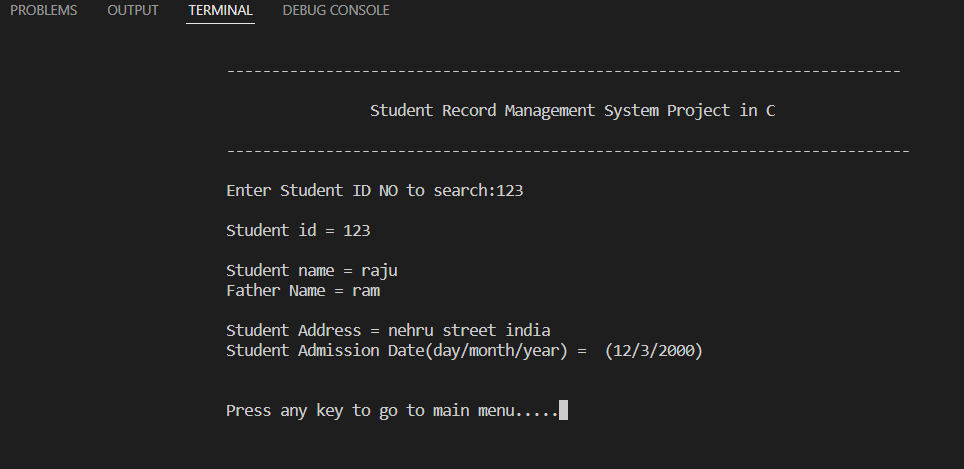 PROBLEMS OUTPUT TERMINAL DEBUG CONSOLE
---------------------------------------------------------------------------
Student Record Management System Project in C
----------------------------------------------------------------------------
Enter Student ID NO to search:123
Student id = 123
Student name = raju
Father Name = ram
Student Address = nehru street india
Student Admission Date(day/month/year) =  (12/3/2000)
Press any key to go to main menu.....